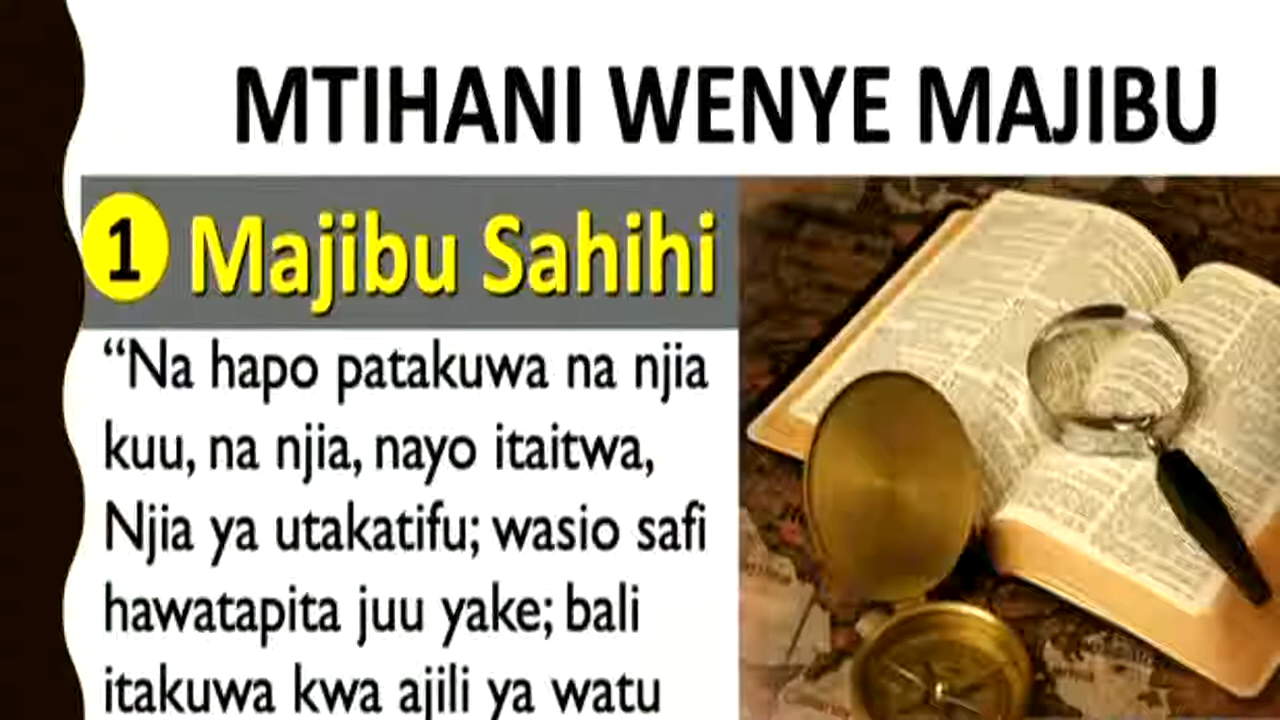 MTIHANI WENYE MAJIBU
1 Majibu Sahihi
“Na hapo patakuwa na njia
kuu, na njia, nayo itaitwa,
Njia ya utakatifu; wasio safi
hawatapita juu yake; bali
itakuwa kwa ajili ya watu